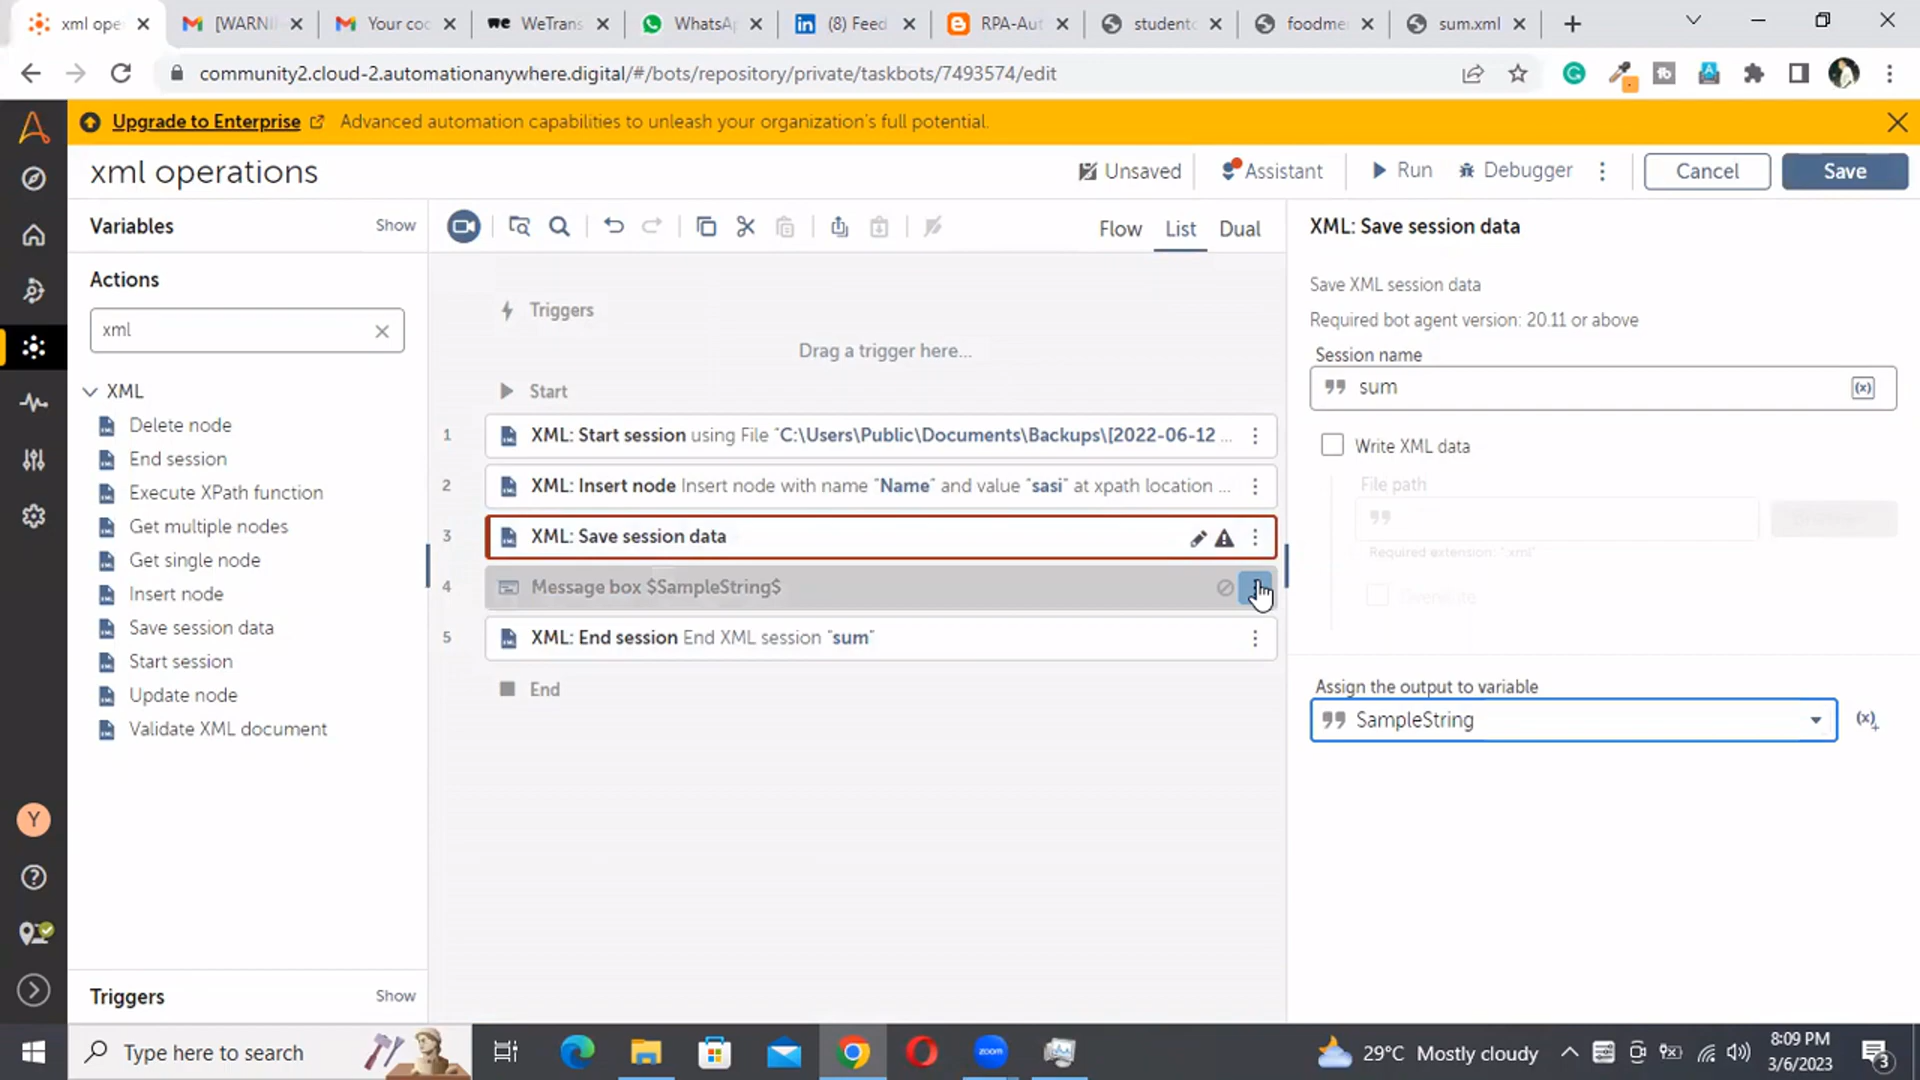 xml ope
[WARNI
Your co
WeTrans
WhatsA
(8) Feed
RPA-Aut
student
foodme
sum.xml
community2.cloud-2.automationanywhere.digital/#/bots/repository/private/taskbots/7493574/edit
Upgrade to Enterprise
Advanced automation capabilities to unleash your organization's full potential.
xml operations
Unsaved
Assistant
Run
Debugger
Cancel
Save
Variables
Show
Flow
List
Dual
XML: Save session data
Actions
xml
XML
Delete node
End session
Execute XPath function
Get multiple nodes
Get single node
Insert node
Save session data
Start session
Update node
Validate XML document
Triggers
Show
Triggers
Drag a trigger here...
Start
1 XML: Start session using File "C:\Users\Public\Documents\Backups\[2022-06-12 ...
2 XML: Insert node Insert node with name "Name" and value "sasi" at xpath location ...
3 XML: Save session data
4 Message box $SampleString$
5 XML: End session End XML session "sum"
End
Save XML session data
Required bot agent version: 20.11 or above
Session name
sum
(x)
Write XML data
File path
Required extension: ".xml"
Overwrite
Assign the output to variable
SampleString
(x)+
Y
Type here to search
zoom
29°C Mostly cloudy
8:09 PM
3/6/2023
3